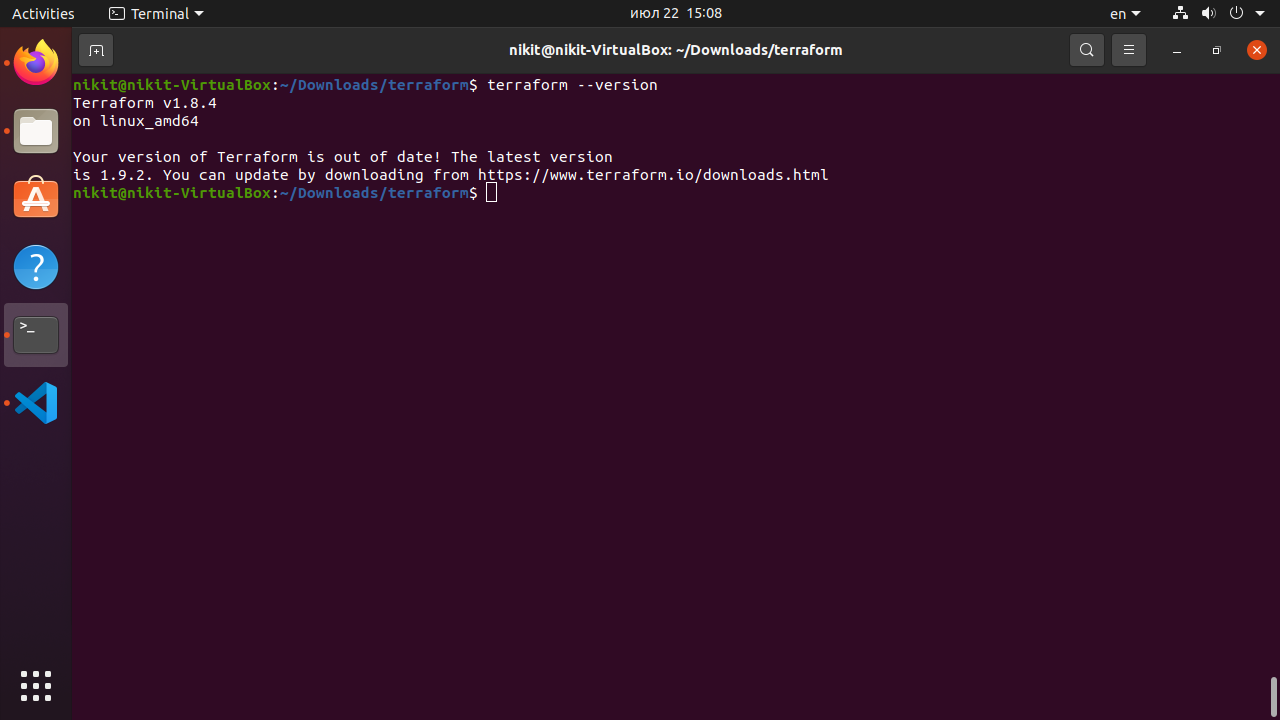 Activities
Terminal
июл 22 15:08
en
nikit@nikit-VirtualBox: ~/Downloads/terraform
nikit@nikit-VirtualBox:~/Downloads/terraform$ terraform --version
Terraform v1.8.4
on linux_amd64
Your version of Terraform is out of date! The latest version
is 1.9.2. You can update by downloading from https://www.terraform.io/downloads.html
nikit@nikit-VirtualBox:~/Downloads/terraform$